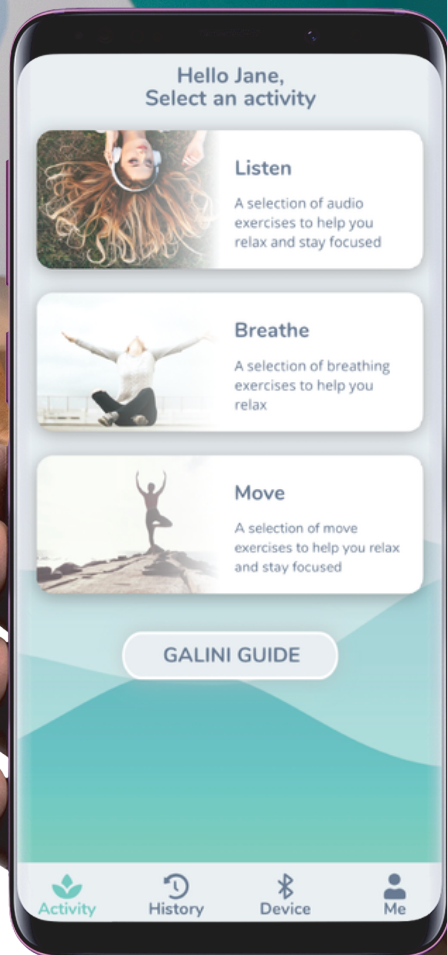 Hello Jane,
Select an activity
Listen
A selection of audio
exercises to help you
relax and stay focused
Breathe
A selection of breathing
exercises to help you
relax
Move
A selection of move
exercises to help you relax
and stay focused
GALINI GUIDE
Activity
History
Device
Me